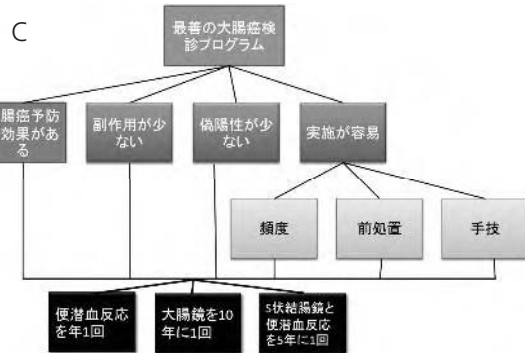 C
最善の大腸癌検
診プログラム
腸癌予防
効果があ
る
副作用が少
ない
偽陽性が少
ない
実施が容易
頻度
前処置
手技
便潜血反応
を年1回
大腸鏡を10
年に1回
S状結腸鏡と
便潜血反応
を5年に1回